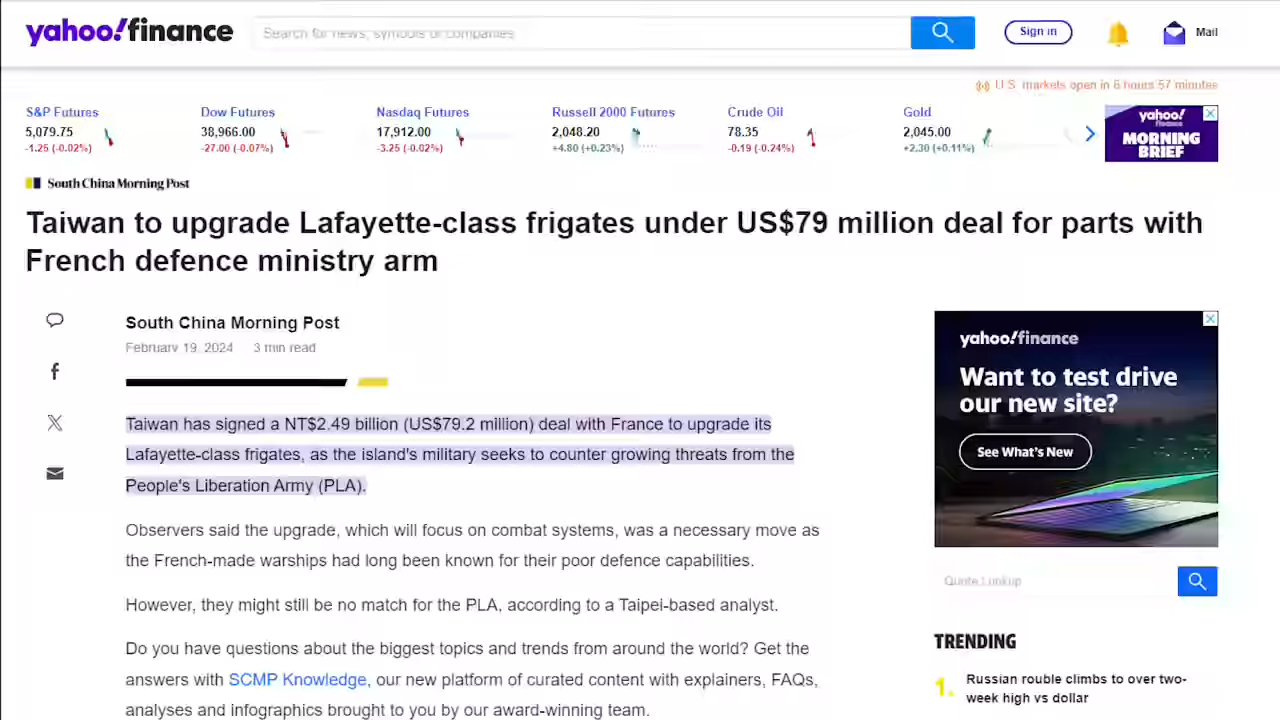 yahoo!finance
Search for news, symbols or companies
Sign in
Mail
U.S. markets open in 6 hours 57 minutes
S&P Futures
5,079.75
-1.25 (-0.02%)
Dow Futures
38,966.00
-27.00 (-0.07%)
Nasdaq Futures
17,912.00
-3.25 (-0.02%)
Russell 2000 Futures
2,048.20
+4.80 (+0.23%)
Crude Oil
78.35
-0.19 (-0.24%)
Gold
2,045.00
+2.30 (+0.11%)
yahoo!
finance
MORNING
BRIEF
South China Morning Post
Taiwan to upgrade Lafayette-class frigates under US$79 million deal for parts with
French defence ministry arm
South China Morning Post
February 19, 2024 3 min read
Taiwan has signed a NT$2.49 billion (US$79.2 million) deal with France to upgrade its
Lafayette-class frigates, as the island's military seeks to counter growing threats from the
People's Liberation Army (PLA).
Observers said the upgrade, which will focus on combat systems, was a necessary move as
the French-made warships had long been known for their poor defence capabilities.
However, they might still be no match for the PLA, according to a Taipei-based analyst.
Do you have questions about the biggest topics and trends from around the world? Get the
answers with SCMP Knowledge, our new platform of curated content with explainers, FAQs,
analyses and infographics brought to you by our award-winning team.
yahoo!finance
Want to test drive
our new site?
See What's New
Quote Lookup
TRENDING
1. Russian rouble climbs to over two-
week high vs dollar